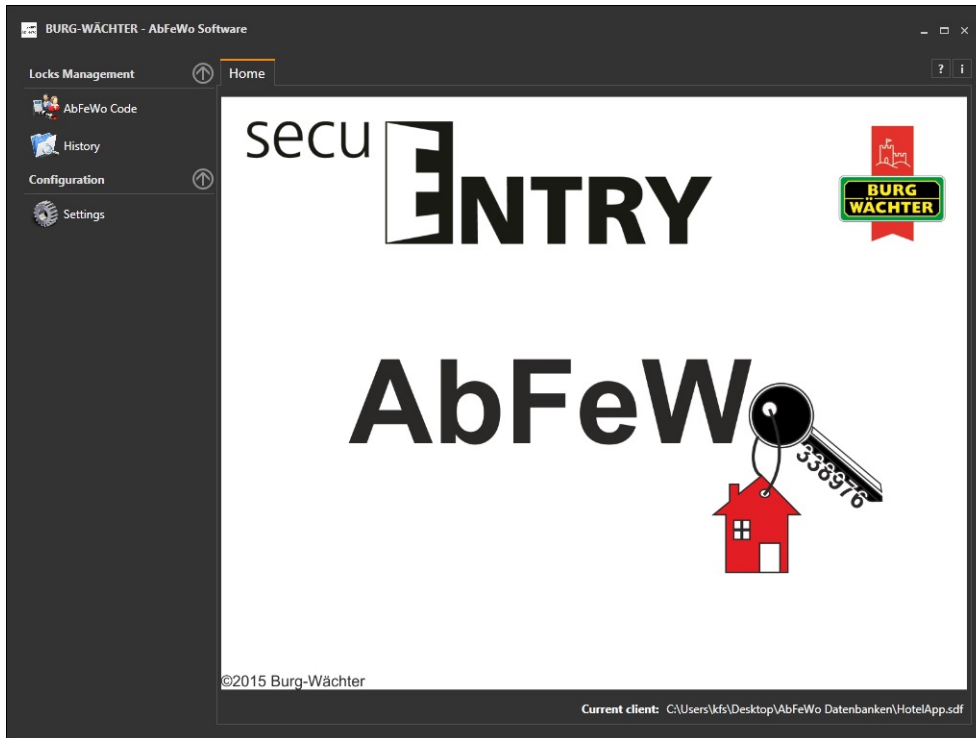 BURG-WÄCHTER - AbFeWo Software
Locks Management
Home
? i
AbFeWo Code
History
Configuration
Settings
secu
ENTRY
BURG
WÄCHTER
AbFeWo
338976
©2015 Burg-Wächter
Current client: C:\Users\kfs\Desktop\AbFeWo Datenbanken\HotelApp.sdf